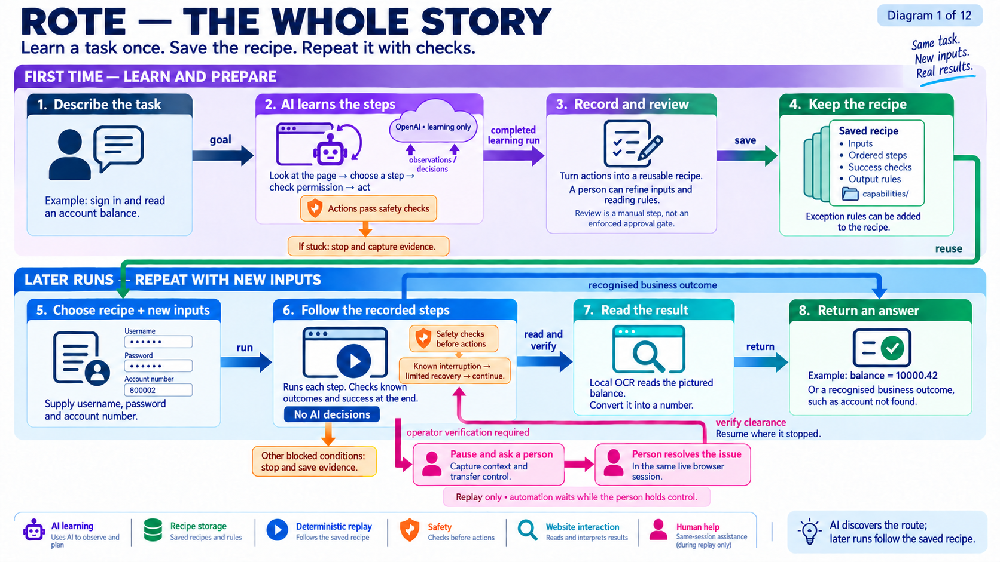 ROTE — THE WHOLE STORY
Learn a task once. Save the recipe. Repeat it with checks.
Diagram 1 of 12
Same task.
New inputs.
Real results.
FIRST TIME — LEARN AND PREPARE
1. Describe the task
Example: sign in and read
an account balance.
goal
2. AI learns the steps
OpenAI • learning only
observations /
decisions
Look at the page → choose a step →
check permission → act
Actions pass safety checks
If stuck: stop and capture evidence.
completed
learning run
3. Record and review
Turn actions into a reusable recipe.
A person can refine inputs and
reading rules.
Review is a manual step, not an
enforced approval gate.
save
4. Keep the recipe
Saved recipe
• Inputs
• Ordered steps
• Success checks
• Output rules
capabilities/
Exception rules can be added
to the recipe.
reuse
LATER RUNS — REPEAT WITH NEW INPUTS
recognised business outcome
5. Choose recipe + new inputs
Username
••••••
Password
••••••
Account number
800002
Supply username, password
and account number.
run
6. Follow the recorded steps
Safety checks
before actions
Known interruption →
limited recovery → continue.
Runs each step. Checks known
outcomes and success at the end.
No AI decisions
read and
verify
7. Read the result
Local OCR reads the pictured
balance.
Convert it into a number.
return
8. Return an answer
Example: balance = 10000.42
Or a recognised business outcome,
such as account not found.
operator verification required
verify clearance
Resume where it stopped.
Other blocked conditions:
stop and save evidence.
Pause and ask a person
Capture context and
transfer control.
Person resolves the issue
In the same live browser
session.
Replay only • automation waits while the person holds control.
AI learning
Uses AI to observe and
plan
Recipe storage
Saved recipes and rules
Deterministic replay
Follows the saved recipe
Safety
Checks before actions
Website interaction
Reads and interprets results
Human help
Same-session assistance
(during replay only)
AI discovers the route;
later runs follow the saved recipe.